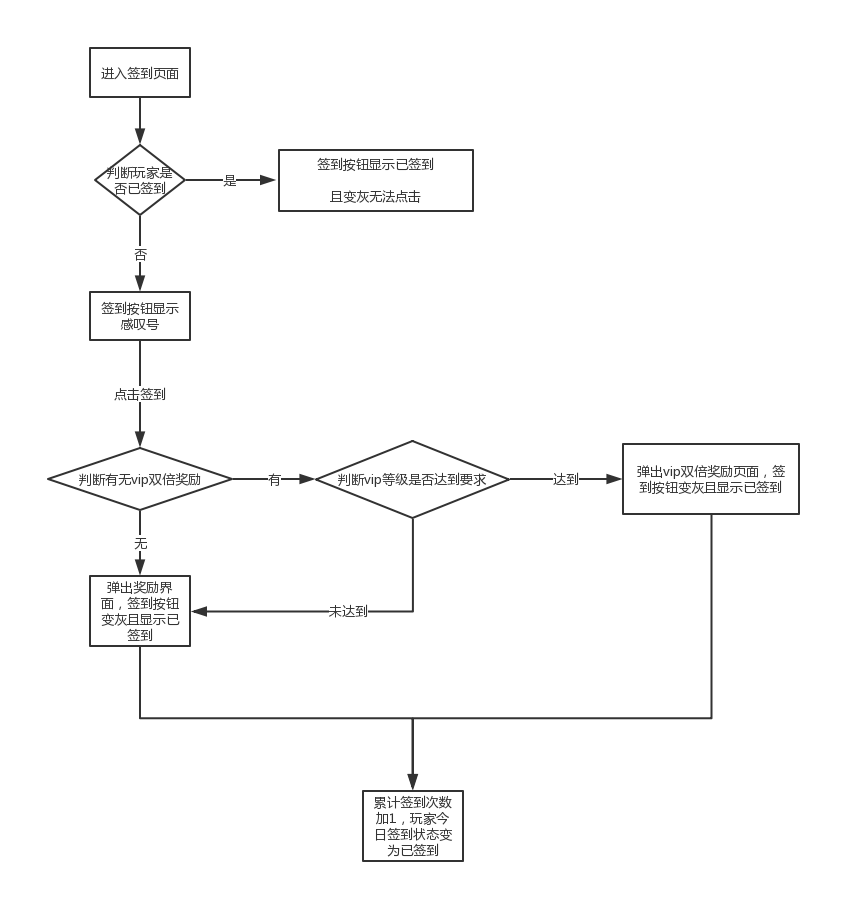 进入签到页面
判断玩家是
否已签到
是
签到按钮显示已签到
且变灰无法点击
否
签到按钮显示
感叹号
点击签到
判断有无vip双倍奖励
有
判断vip等级是否达到要求
达到
弹出vip双倍奖励页面，签
到按钮变灰且显示已签到
无
弹出奖励界
面，签到按钮
变灰且显示已
签到
未达到
累计签到次数
加1，玩家今
日签到状态变
为已签到